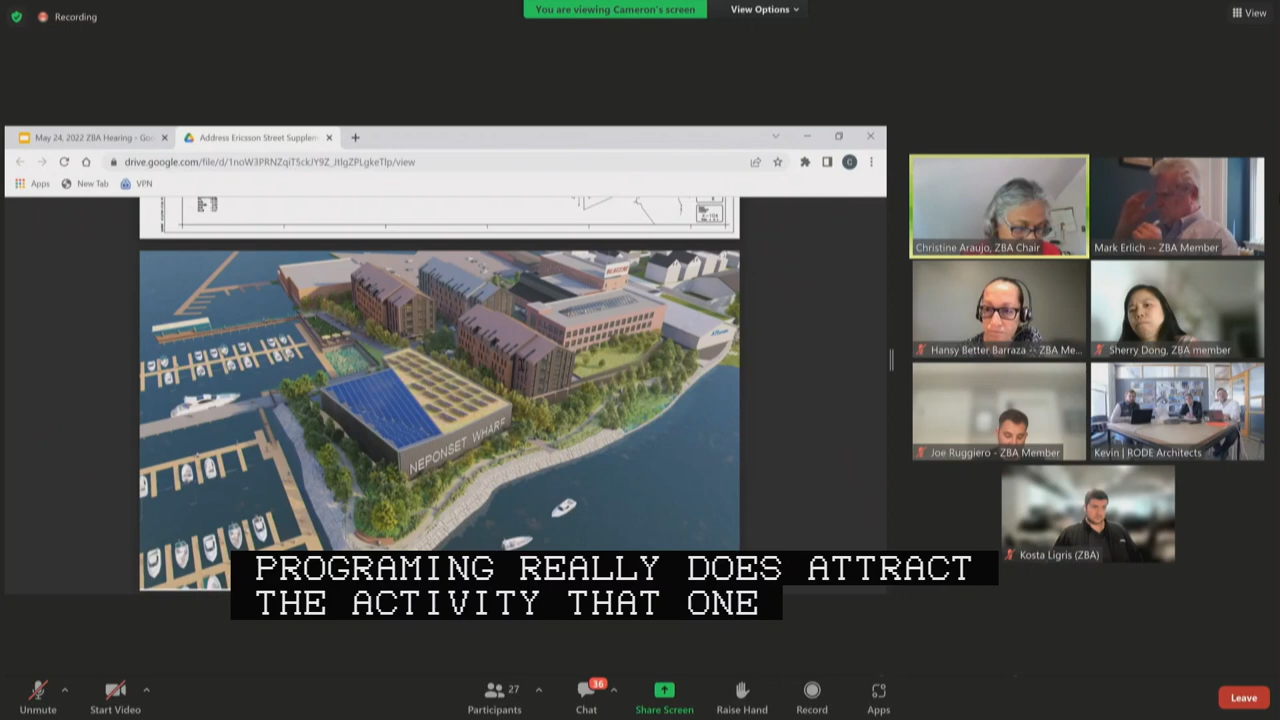 Recording
You are viewing Cameron's screen
View Options
View
May 24, 2022 ZBA Hearing - Goo
Address Ericsson Street Supplem
drive.google.com/file/d/1noW3PRNZqiT5ckJY9Z_JtlgZPLgkeTlp/view
Apps
New Tab
VPN
NEPONSET WHARF
PROGRAMING REALLY DOES ATTRACT
THE ACTIVITY THAT ONE
Christine Araujo, ZBA Chair
Mark Erlich -- ZBA Member
Hansy Better Barraza -- ZBA Me...
Sherry Dong, ZBA member
Joe Ruggiero - ZBA Member
Kevin | RODE Architects
Kosta Ligris (ZBA)
Unmute
Start Video
27
Participants
36
Chat
Share Screen
Raise Hand
Record
Apps
Leave